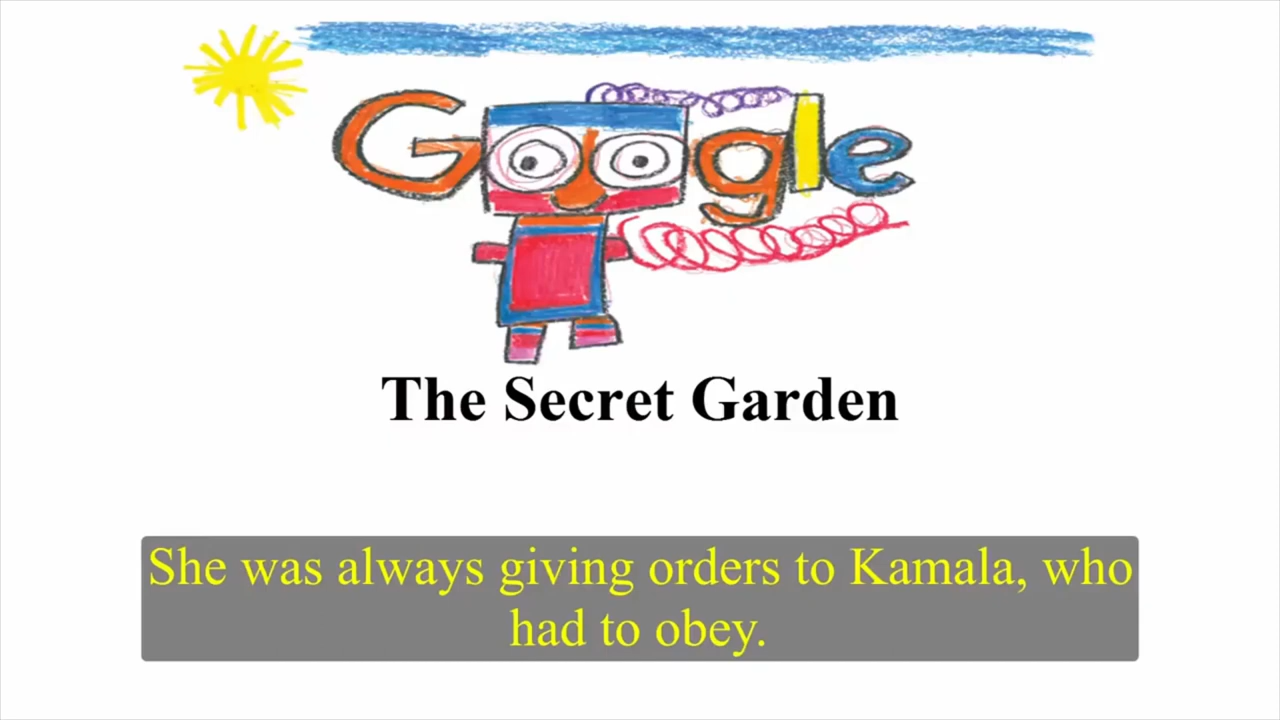 Google
The Secret Garden
She was always giving orders to Kamala, who
had to obey.